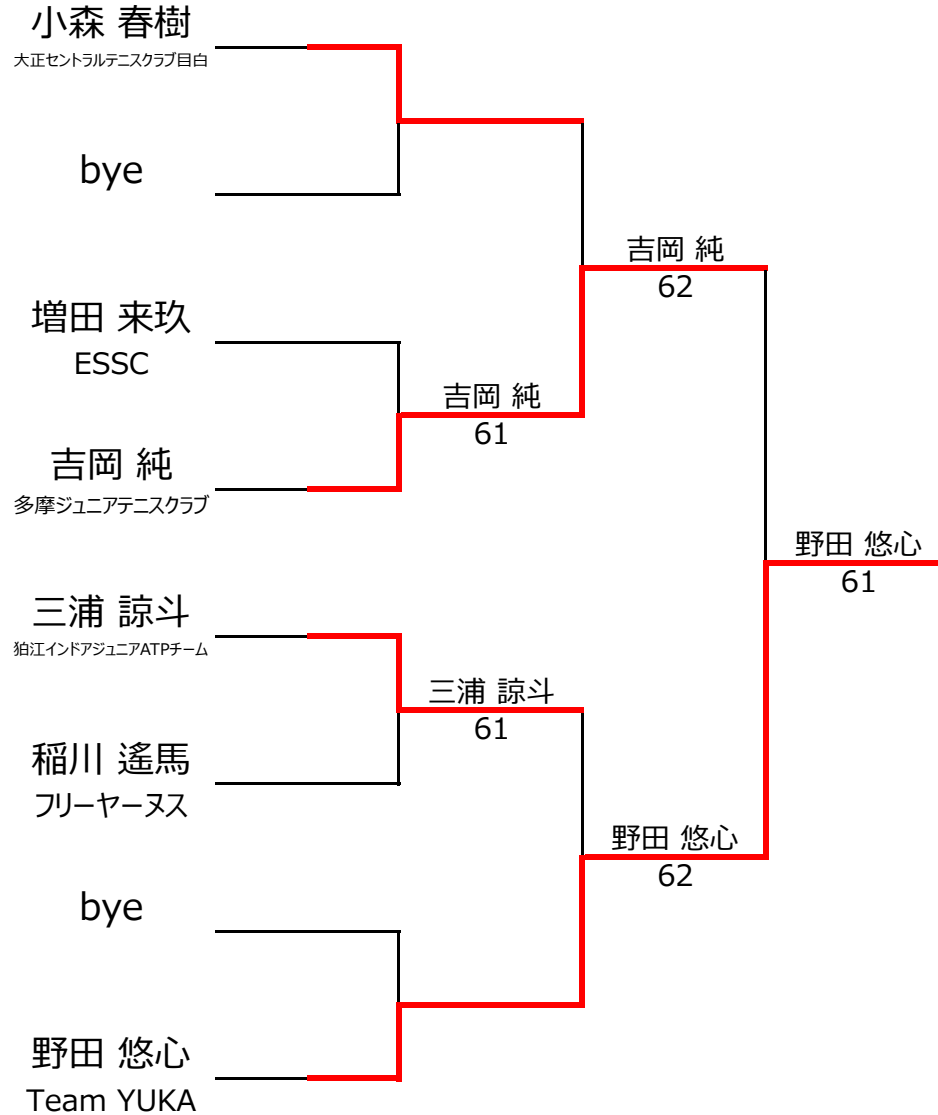 小森 春樹
大正セントラルテニスクラブ目白
bye
増田 来玖
ESSC
吉岡 純
多摩ジュニアテニスクラブ
三浦 諒斗
狛江インドアジュニアATPチーム
稲川 遙馬
フリーヤーヌス
bye
野田 悠心
Team YUKA
吉岡 純
61
三浦 諒斗
61
吉岡 純
62
野田 悠心
62
野田 悠心
61